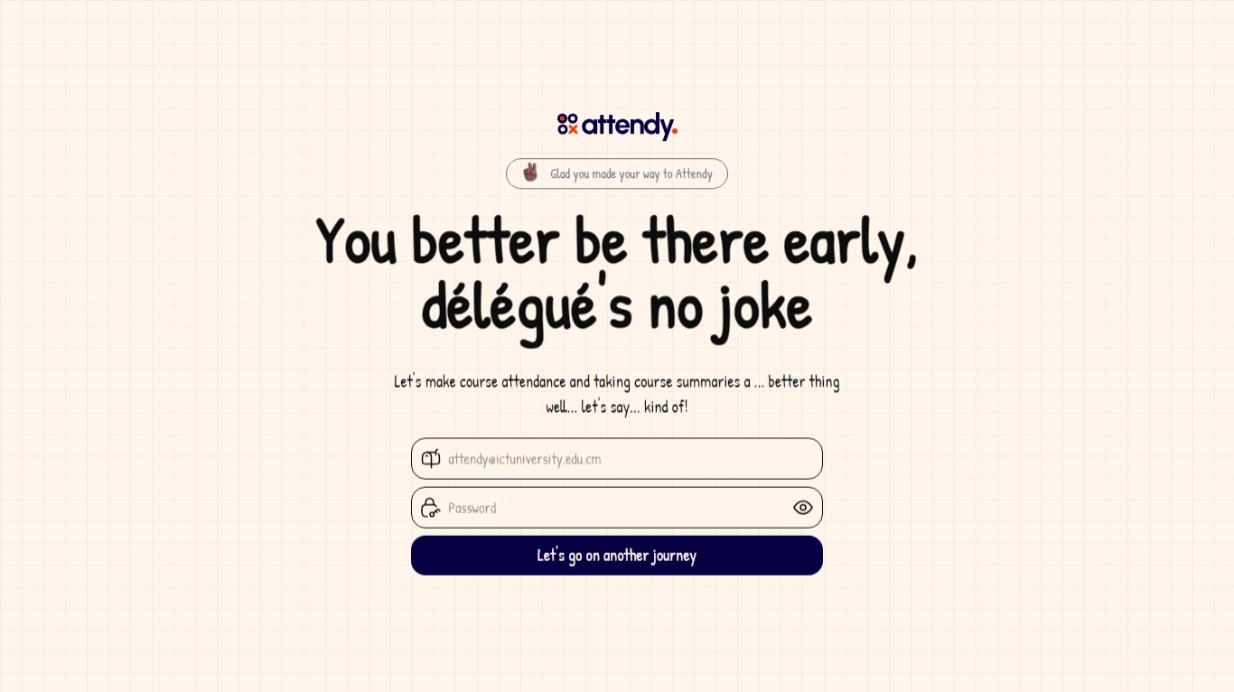 attendy.
Glad you made your way to Attendy
You better be there early,
délégué's no joke
Let's make course attendance and taking course summaries a ... better thing
well... let's say... kind of!
attendy@ictuniversity.edu.cm
Password
Let's go on another journey